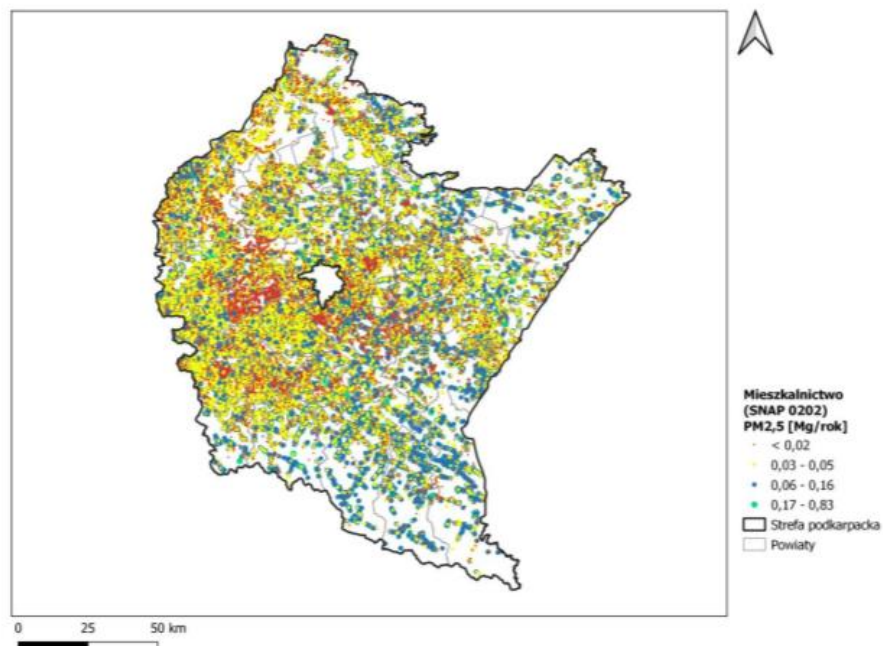 Mieszkalnictwo
(SNAP 0202)
PM2,5 [Mg/rok]
< 0,02
0,03 - 0,05
0,06 - 0,16
0,17 - 0,83
Strefa podkarpacka
Powiaty
0 25 50 km